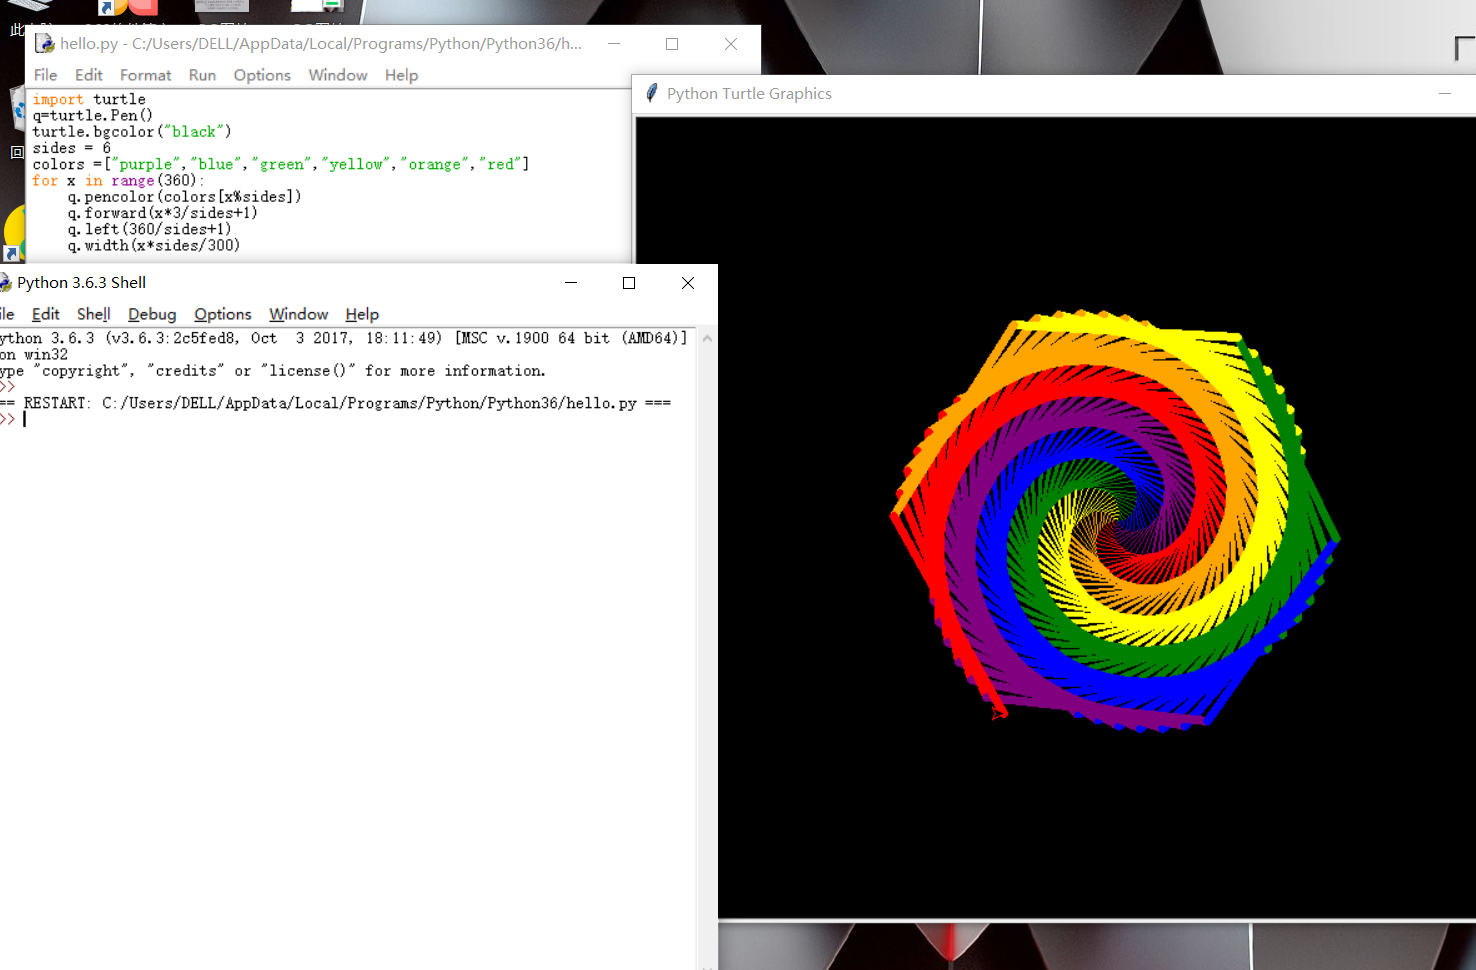 此
hello.py - C:/Users/DELL/AppData/Local/Programs/Python/Python36/h...
File Edit Format Run Options Window Help
import turtle
q=turtle.Pen()
turtle.bgcolor("black")
sides = 6
colors =["purple","blue","green","yellow","orange","red"]
for x in range(360):
    q.pencolor(colors[x%sides])
    q.forward(x*3/sides+1)
    q.left(360/sides+1)
    q.width(x*sides/300)
Python Turtle Graphics
回
Python 3.6.3 Shell
ile Edit Shell Debug Options Window Help
ython 3.6.3 (v3.6.3:2c5fed8, Oct  3 2017, 18:11:49) [MSC v.1900 64 bit (AMD64)]
on win32
ype "copyright", "credits" or "license()" for more information.
>>
== RESTART: C:/Users/DELL/AppData/Local/Programs/Python/Python36/hello.py ===
>>